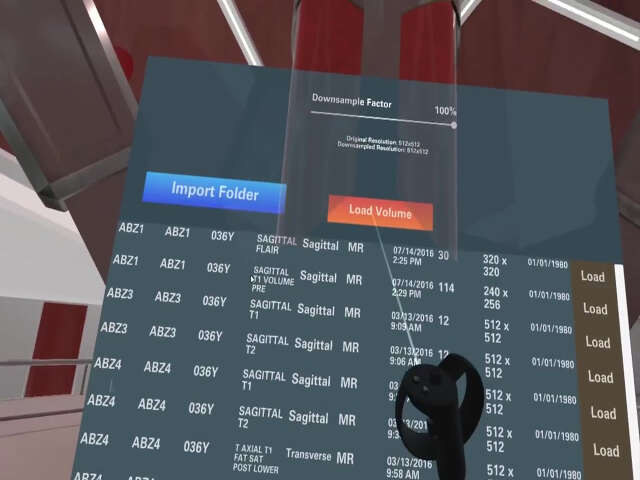 Downsample Factor 100%
Original Resolution: 512x512
Downsampled Resolution: 512x512
Import Folder
Load Volume
ABZ1 ABZ1 036Y SAGITTAL FLAIR Sagittal MR 07/14/2016 2:25 PM 30 320 x 320 01/01/1980 Load
ABZ1 ABZ1 036Y SAGITTAL T1 VOLUME PRE Sagittal MR 07/14/2016 2:29 PM 114 240 x 256 01/01/1980 Load
ABZ3 ABZ3 036Y SAGITTAL T1 Sagittal MR 03/13/2016 9:09 AM 12 512 x 512 01/01/1980 Load
ABZ3 ABZ3 036Y SAGITTAL T2 Sagittal MR 03/13/2016 9:06 AM 12 512 x 512 01/01/1980 Load
ABZ4 ABZ4 036Y SAGITTAL T1 Sagittal MR 512 x 512 01/01/1980 Load
ABZ4 ABZ4 036Y SAGITTAL T2 Sagittal MR 512 x 512 01/01/1980 Load
ABZ4 ABZ4 036Y T AXIAL T1 FAT SAT POST LOWER Transverse MR 03/13/2016 9:58 AM 512 x 512 01/01/1980